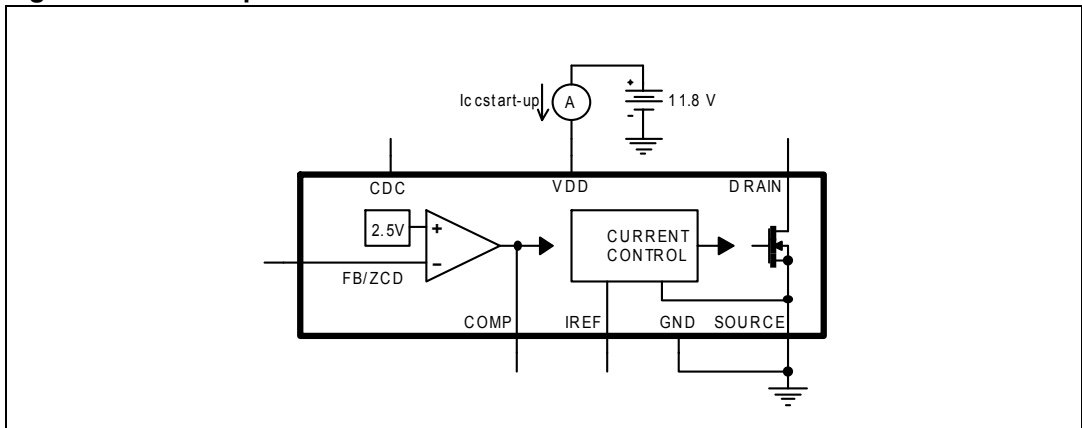 Iccstart-up
A
+
-
11.8 V
CDC
VDD
DRAIN
2.5V
+
-
CURRENT
CONTROL
FB/ZCD
COMP
IREF
GND
SOURCE